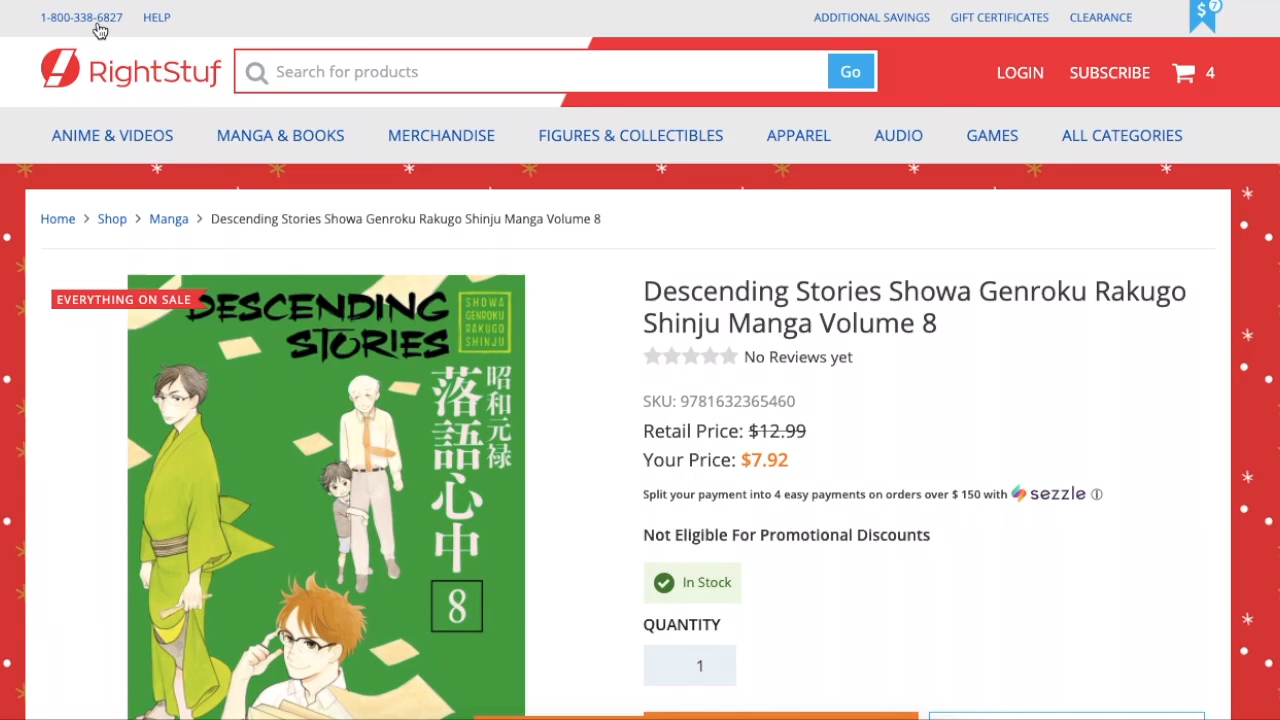 1-800-338-6827 HELP ADDITIONAL SAVINGS GIFT CERTIFICATES CLEARANCE $ 7
RightStuf Search for products Go LOGIN SUBSCRIBE 4
ANIME & VIDEOS MANGA & BOOKS MERCHANDISE FIGURES & COLLECTIBLES APPAREL AUDIO GAMES ALL CATEGORIES
Home > Shop > Manga > Descending Stories Showa Genroku Rakugo Shinju Manga Volume 8
EVERYTHING ON SALE
DESCENDING
STORIES
SHOWA
GENROKU
RAKUGO
SHINJU
昭和元禄
落語心中
8
Descending Stories Showa Genroku Rakugo
Shinju Manga Volume 8
No Reviews yet
SKU: 9781632365460
Retail Price: $12.99
Your Price: $7.92
Split your payment into 4 easy payments on orders over $ 150 with sezzle
Not Eligible For Promotional Discounts
In Stock
QUANTITY
1